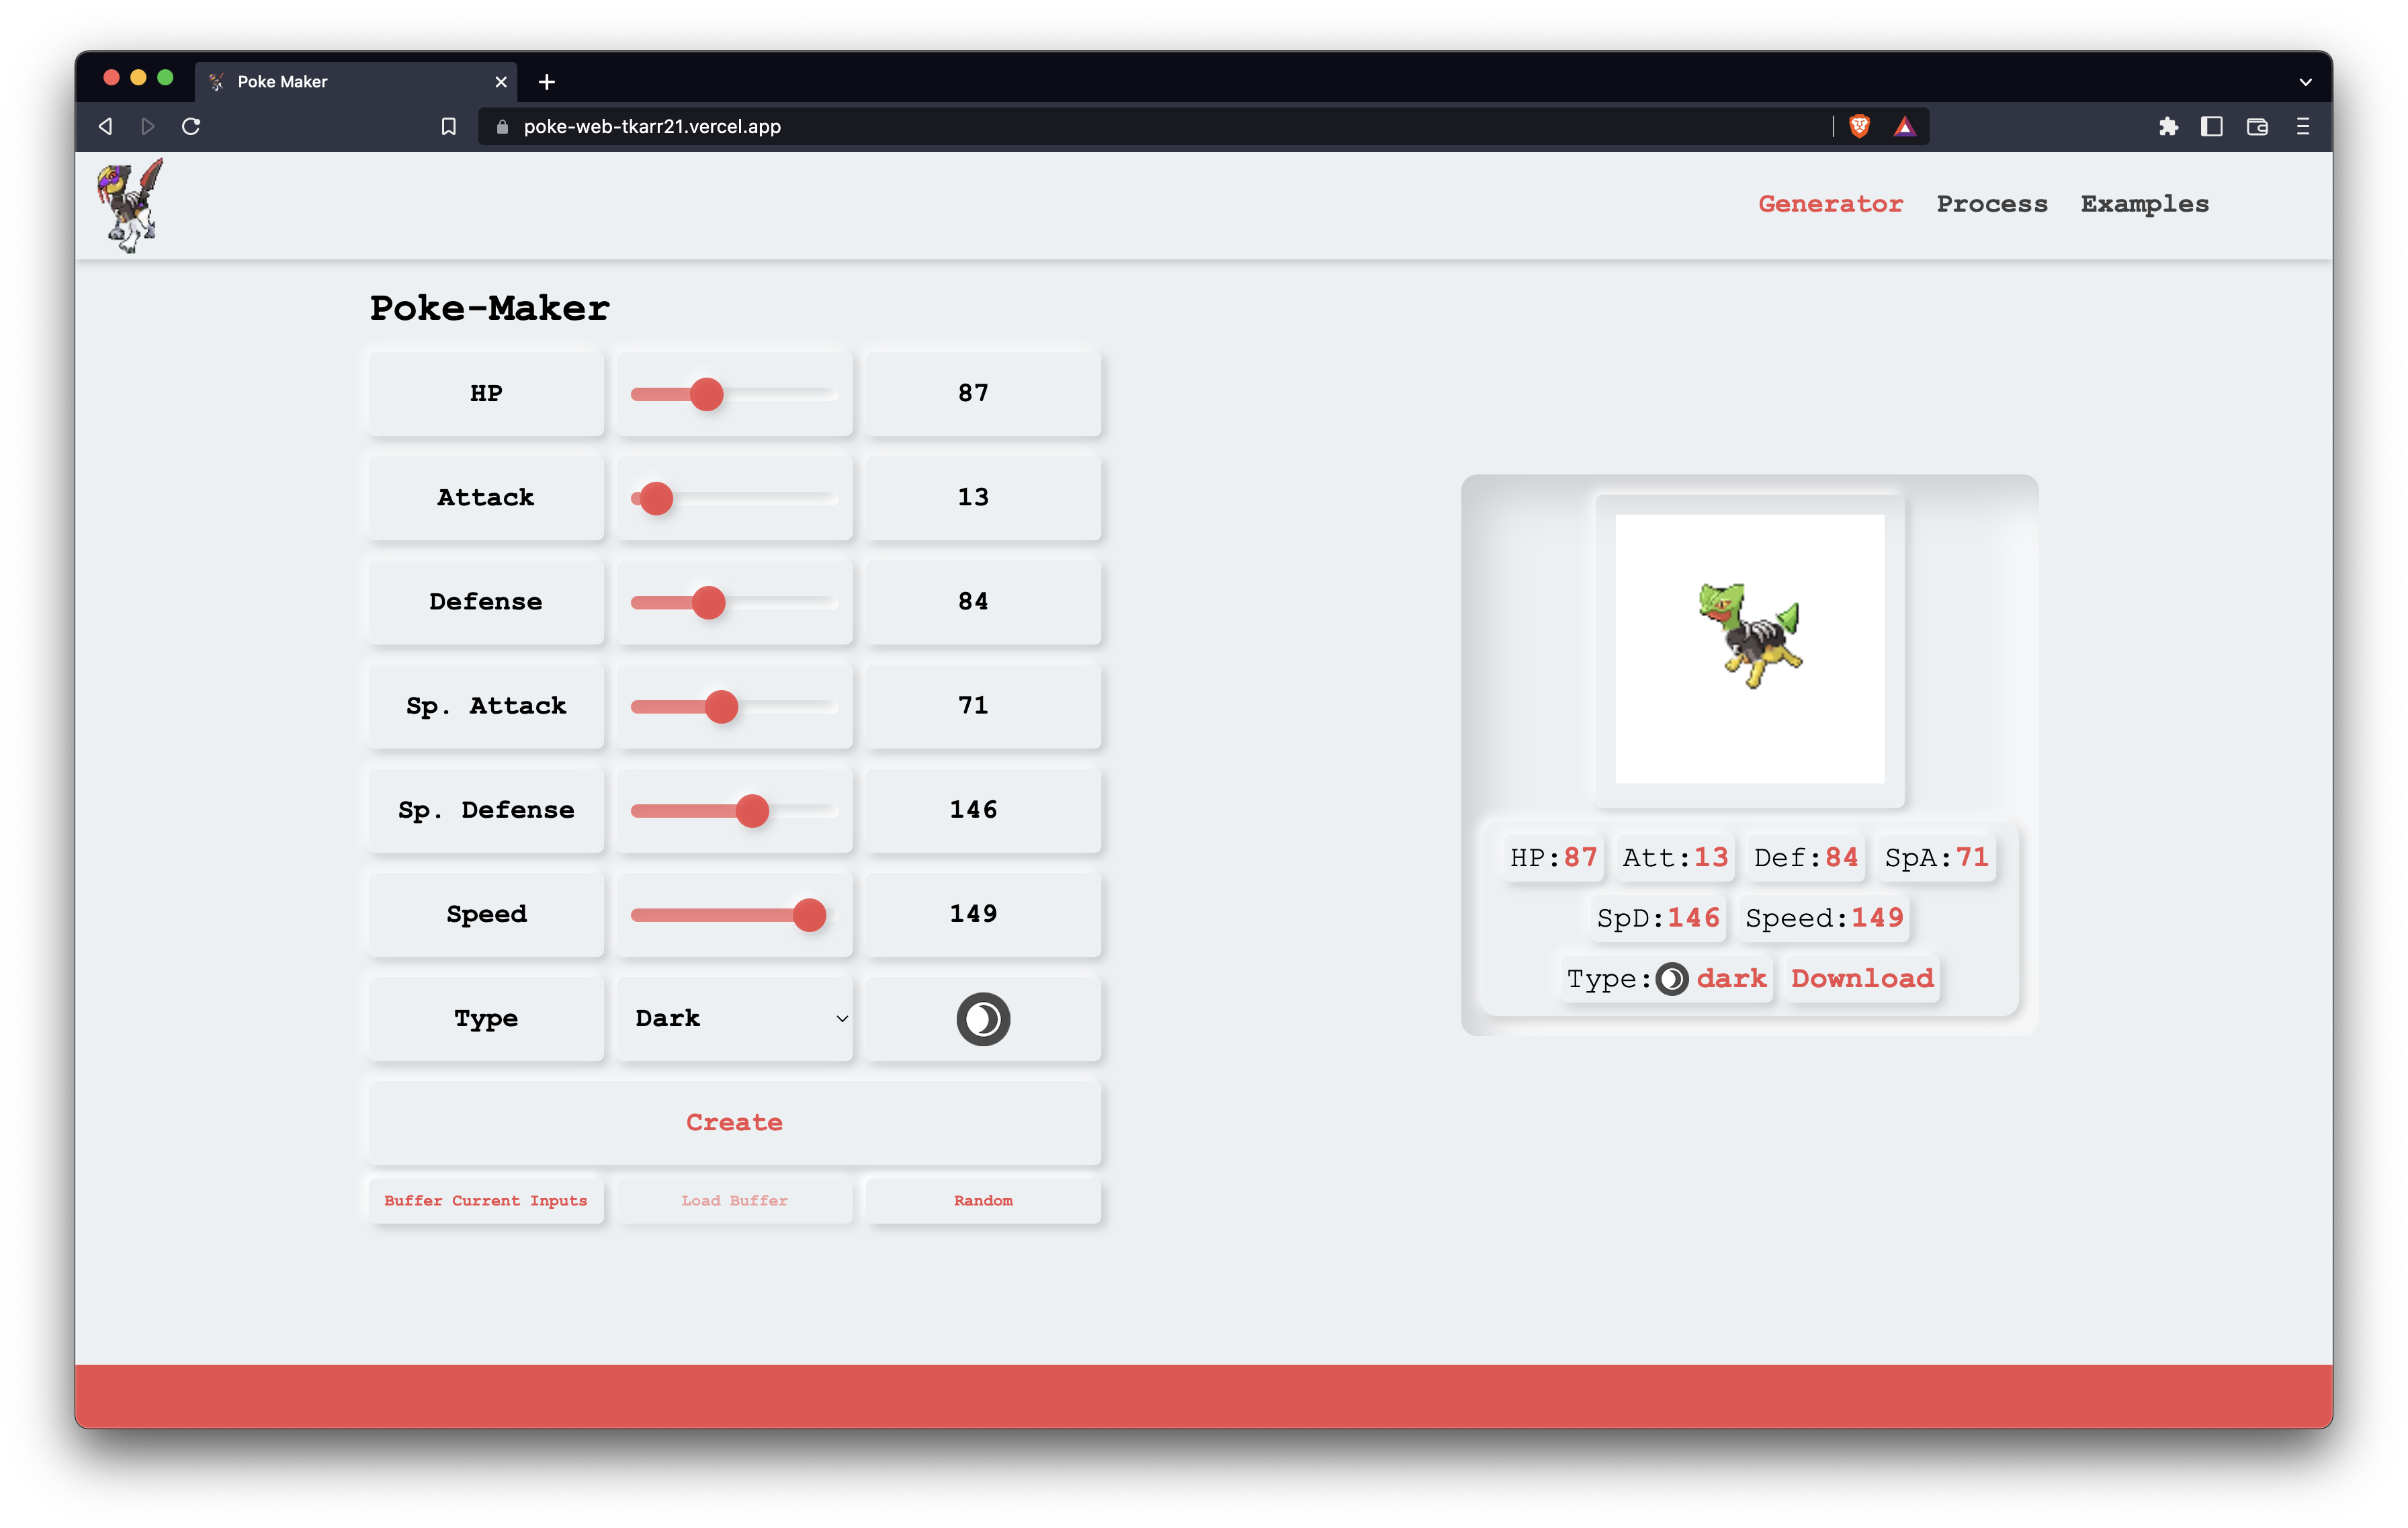 Poke Maker
poke-web-tkarr21.vercel.app
Generator Process Examples
Poke-Maker
HP 87
Attack 13
Defense 84
Sp. Attack 71
Sp. Defense 146
Speed 149
Type Dark
Create
Buffer Current Inputs Load Buffer Random
HP:87 Att:13 Def:84 SpA:71
SpD:146 Speed:149
Type: dark Download